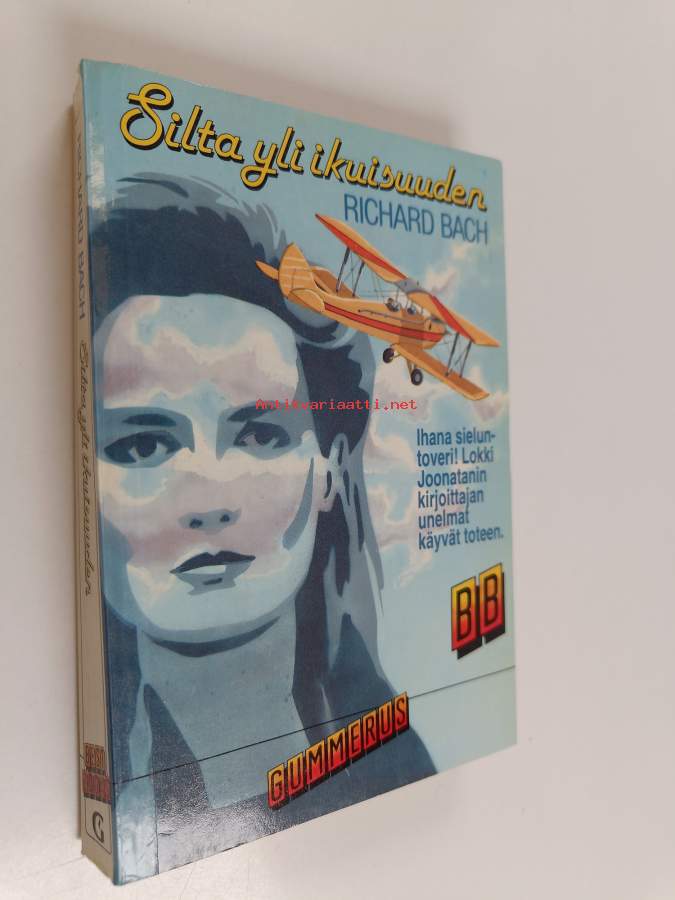 Silta yli ikuisuuden
RICHARD BACH
Antikvariaatti.net
Ihana sielun-
toveri! Lokki
Joonatanin
kirjoittajan
unelmat
käyvät toteen.
BB
GUMMERUS
RICHARD BACH Silta yli ikuisuuden
G